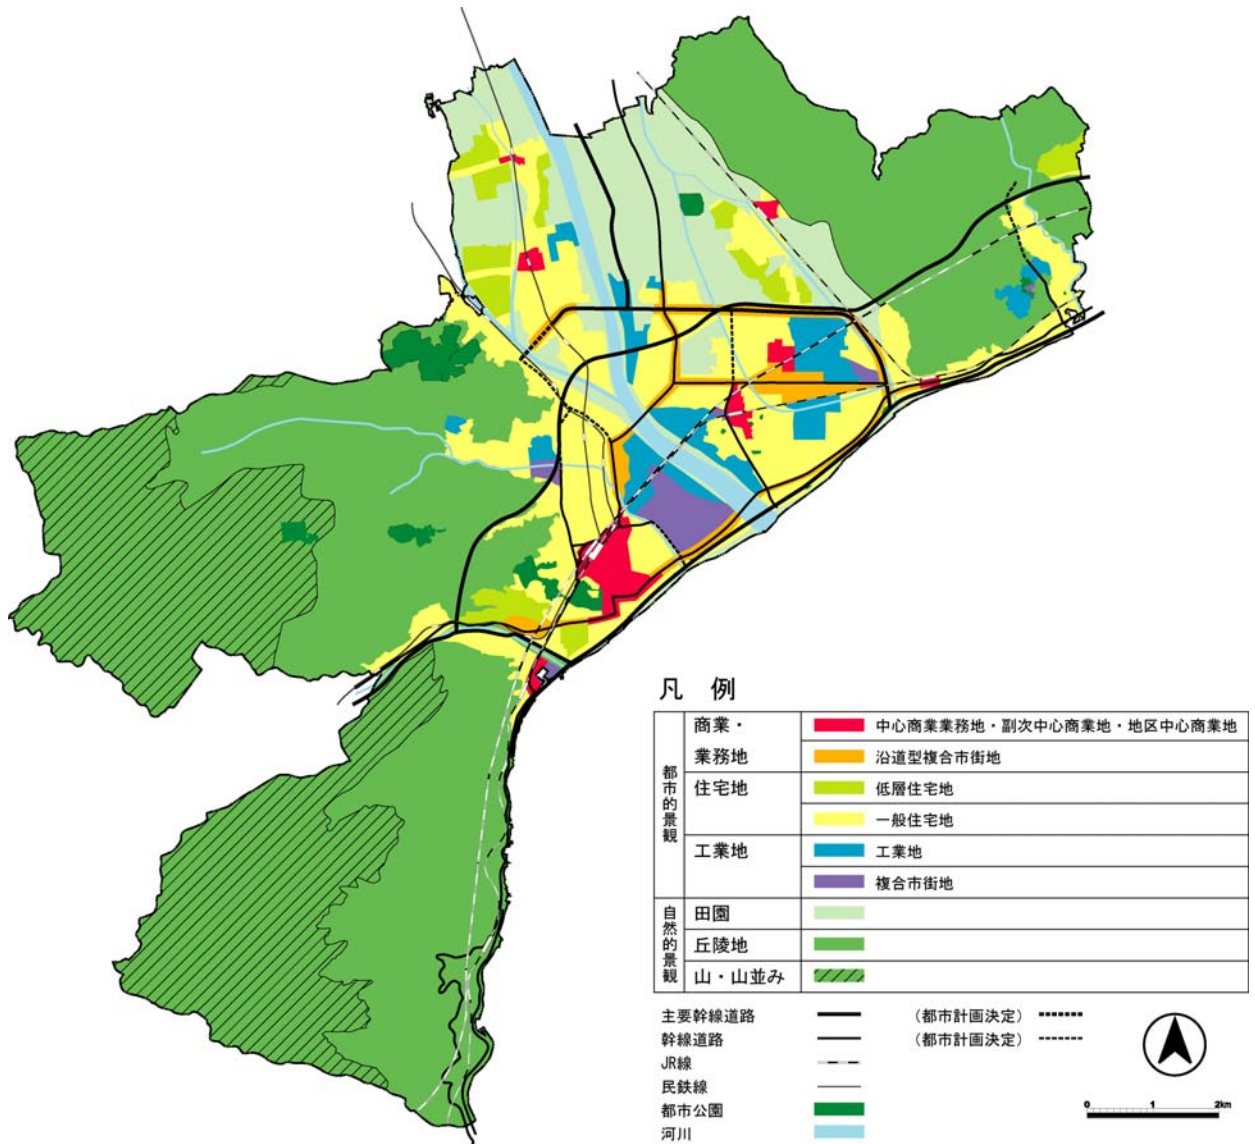 凡 例
都市的景観
商業・
業務地
中心商業業務地・副次中心商業地・地区中心商業地
沿道型複合市街地
住宅地
低層住宅地
一般住宅地
工業地
工業地
複合市街地
自然的景観
田園
丘陵地
山・山並み
主要幹線道路 (都市計画決定)
幹線道路 (都市計画決定)
JR線
民鉄線
都市公園
河川
0 1 2km